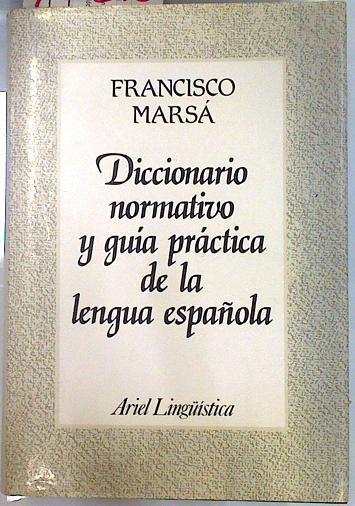 FRANCISCO
MARSÁ
Diccionario
normativo
y guía práctica
de la
lengua española
Ariel Lingüística